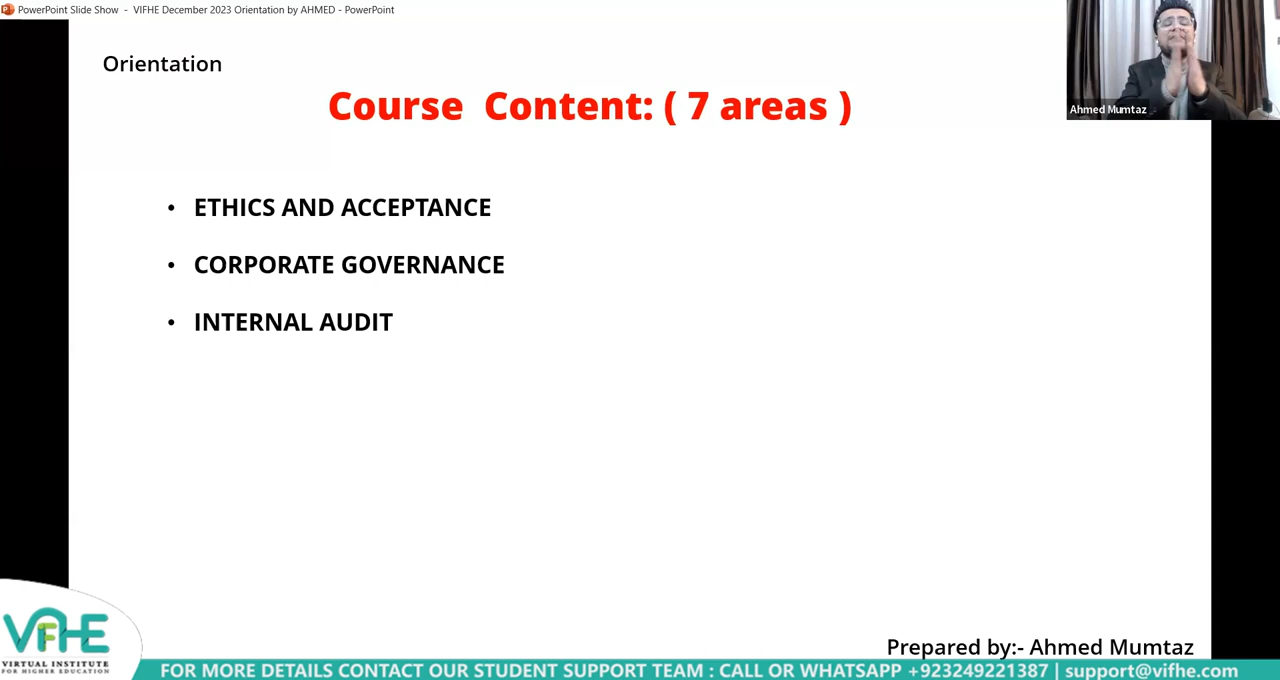 PowerPoint Slide Show - VIFHE December 2023 Orientation by AHMED - PowerPoint
Orientation
Ahmed Mumtaz
Course Content: ( 7 areas )
• ETHICS AND ACCEPTANCE
• CORPORATE GOVERNANCE
• INTERNAL AUDIT
Prepared by:- Ahmed Mumtaz
VIFHE
VIRTUAL INSTITUTE
FOR HIGHER EDUCATION
FOR MORE DETAILS CONTACT OUR STUDENT SUPPORT TEAM : CALL OR WHATSAPP +923249221387 | support@vifhe.com